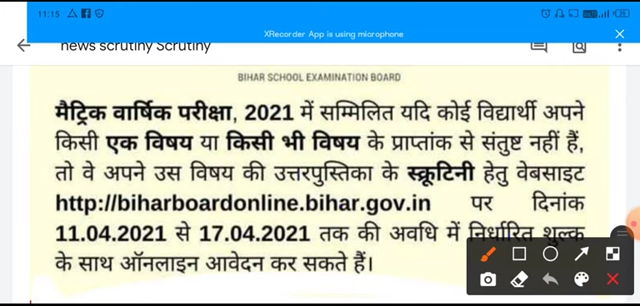 11:15
XRecorder App is using microphone
news scrutiny Scrutiny
BIHAR SCHOOL EXAMINATION BOARD
मैट्रिक वार्षिक परीक्षा, 2021 में सम्मिलित यदि कोई विद्यार्थी अपने
किसी एक विषय या किसी भी विषय के प्राप्तांक से संतुष्ट नहीं हैं,
तो वे अपने उस विषय की उत्तरपुस्तिका के स्क्रूटिनी हेतु वेबसाइट
http://biharboardonline.bihar.gov.in पर दिनांक
11.04.2021 से 17.04.2021 तक की अवधि में निर्धारित शुल्क
के साथ ऑनलाइन आवेदन कर सकते हैं।